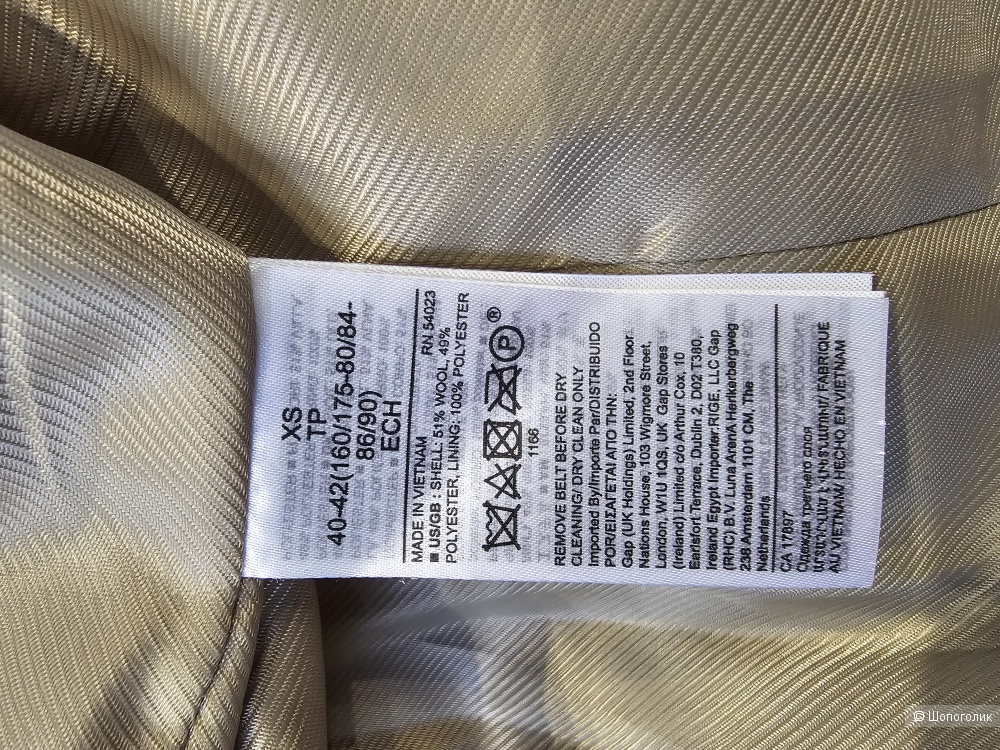 XS
TP
40-42(160/175-80/84-
86/90)
ECH
MADE IN VIETNAM RN 54023
■ US/GB : SHELL: 51% WOOL, 49%
POLYESTER, LINING: 100% POLYESTER
P ®
1166
REMOVE BELT BEFORE DRY
CLEANING/ DRY CLEAN ONLY
Imported By/Importe Par/DISTRIBUIDO
POR/ΕΙΣΑΓΕΤΑΙ ΑΠΟ ΤΗΝ:
Gap (UK Holdings) Limited, 2nd Floor
Nations House, 103 Wigmore Street,
London, W1U 1QS, UK Gap Stores
(Ireland) Limited c/o Arthur Cox, 10
Earlsfort Terrace, Dublin 2, D02 T380,
Ireland Egypt Importer:RIGE, LLC Gap
(RHC) B.V. Luna ArenA Herikerbergweg
238 Amsterdam 1101 CM, The
Netherlands
CA 17897
Одежда третьего слоя
FABRIQUE
AU VIETNAM/ HECHO EN VIETNAM
© Шопоголик